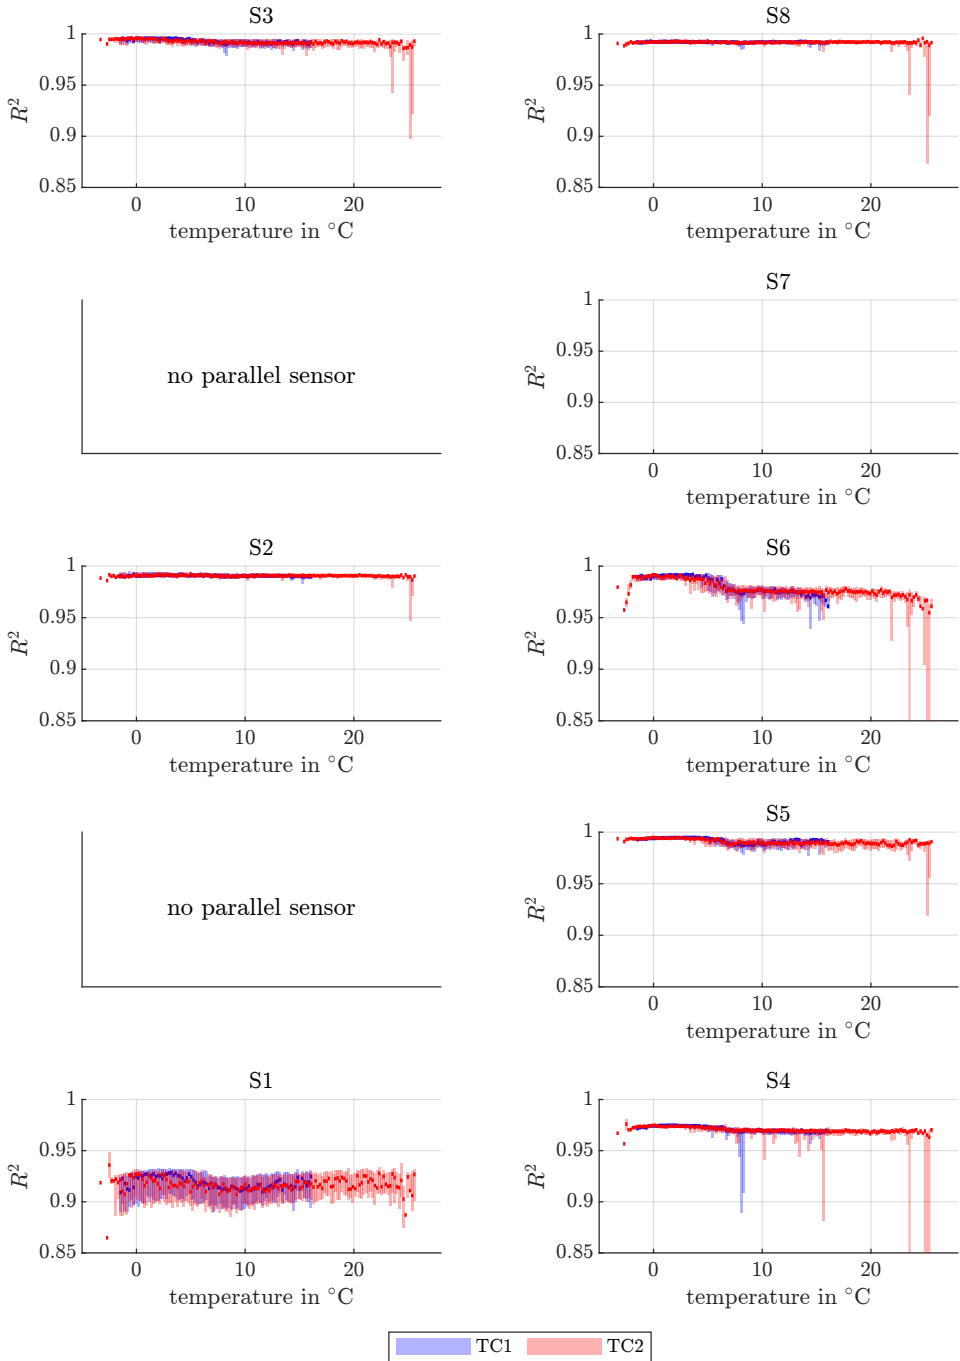 S3
1
0.95
0.9
0.85
R²
0
10
20
temperature in °C
S8
1
0.95
0.9
0.85
R²
0
10
20
temperature in °C
no parallel sensor
S7
1
0.95
0.9
0.85
R²
0
10
20
temperature in °C
S2
1
0.95
0.9
0.85
R²
0
10
20
temperature in °C
S6
1
0.95
0.9
0.85
R²
0
10
20
temperature in °C
no parallel sensor
S5
1
0.95
0.9
0.85
R²
0
10
20
temperature in °C
S1
1
0.95
0.9
0.85
R²
0
10
20
temperature in °C
S4
1
0.95
0.9
0.85
R²
0
10
20
temperature in °C
TC1
TC2